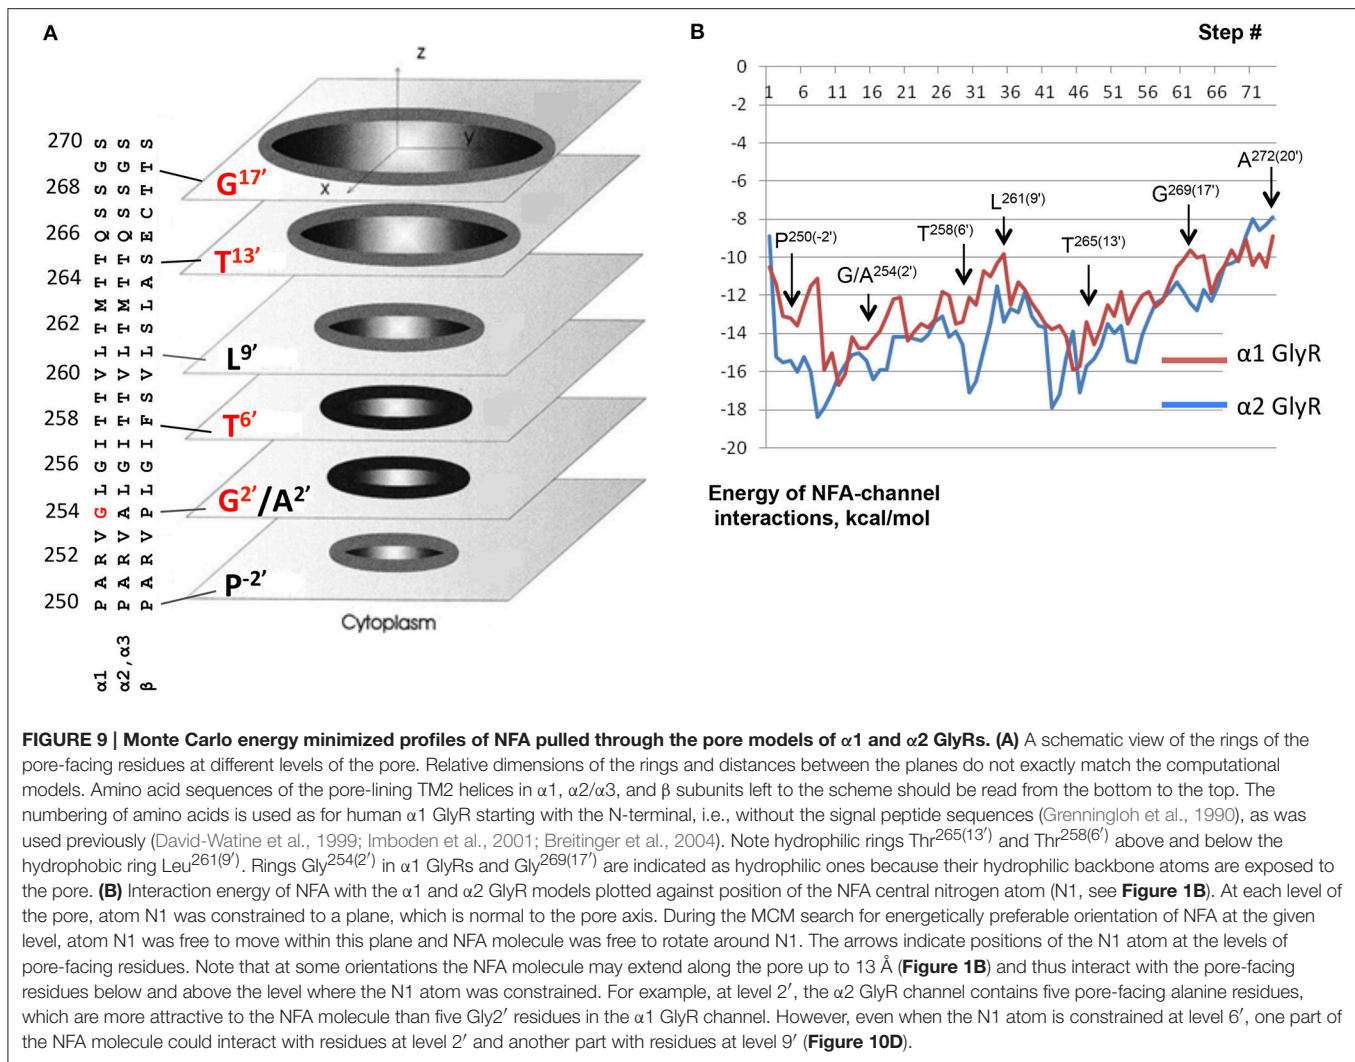 A
B
Step #
z
y
x
270
268
266
264
262
260
258
256
254
252
250
P A R V G L G I T T V L T M T T Q S S G S
P A R V A L G I T T V L T M T T Q S S G S
P A R V P L G I F S V L S L A S E C T T S
α1
α2,α3
β
G17′
T13′
L9′
T6′
G2′/A2′
P-2′
Cytoplasm
0
-2
-4
-6
-8
-10
-12
-14
-16
-18
-20
1 6 11 16 21 26 31 36 41 46 51 56 61 66 71
P250(-2')
G/A254(2')
T258(6')
L261(9')
T265(13')
G269(17')
A272(20')
α1 GlyR
α2 GlyR
Energy of NFA-channel
interactions, kcal/mol
FIGURE 9 | Monte Carlo energy minimized profiles of NFA pulled through the pore models of α1 and α2 GlyRs. (A) A schematic view of the rings of the
pore-facing residues at different levels of the pore. Relative dimensions of the rings and distances between the planes do not exactly match the computational
models. Amino acid sequences of the pore-lining TM2 helices in α1, α2/α3, and β subunits left to the scheme should be read from the bottom to the top. The
numbering of amino acids is used as for human α1 GlyR starting with the N-terminal, i.e., without the signal peptide sequences (Grenningloh et al., 1990), as was
used previously (David-Watine et al., 1999; Imboden et al., 2001; Breitinger et al., 2004). Note hydrophilic rings Thr265(13′) and Thr258(6′) above and below the
hydrophobic ring Leu261(9′). Rings Gly254(2′) in α1 GlyRs and Gly269(17′) are indicated as hydrophilic ones because their hydrophilic backbone atoms are exposed to
the pore. (B) Interaction energy of NFA with the α1 and α2 GlyR models plotted against position of the NFA central nitrogen atom (N1, see Figure 1B). At each level of
the pore, atom N1 was constrained to a plane, which is normal to the pore axis. During the MCM search for energetically preferable orientation of NFA at the given
level, atom N1 was free to move within this plane and NFA molecule was free to rotate around N1. The arrows indicate positions of the N1 atom at the levels of
pore-facing residues. Note that at some orientations the NFA molecule may extend along the pore up to 13 Å (Figure 1B) and thus interact with the pore-facing
residues below and above the level where the N1 atom was constrained. For example, at level 2′, the α2 GlyR channel contains five pore-facing alanine residues,
which are more attractive to the NFA molecule than five Gly2′ residues in the α1 GlyR channel. However, even when the N1 atom is constrained at level 6′, one part of
the NFA molecule could interact with residues at level 2′ and another part with residues at level 9′ (Figure 10D).